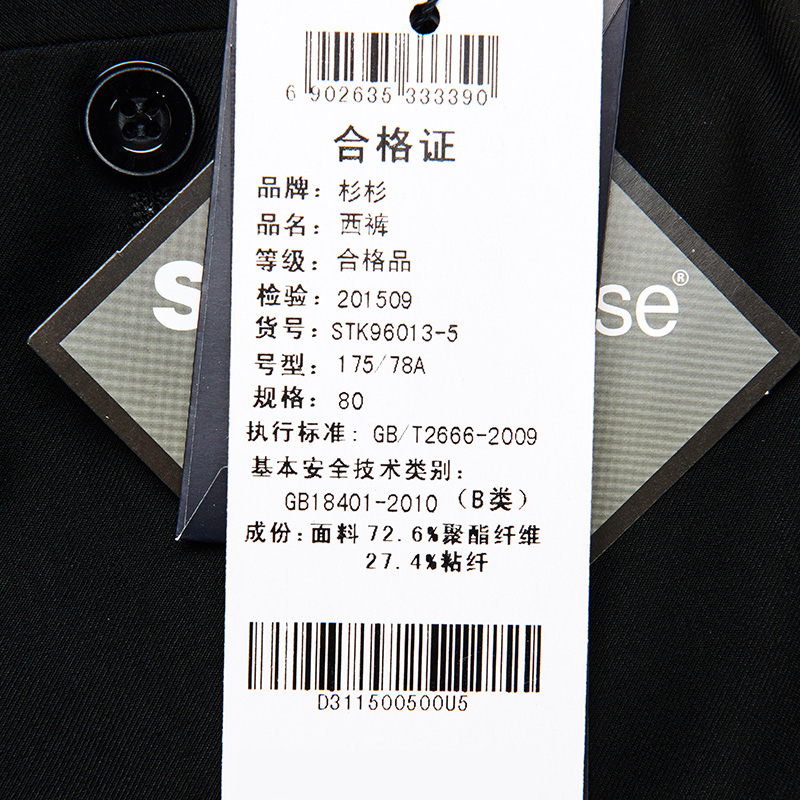 6 902635 333390
合格证
品牌：杉杉
品名：西裤
等级：合格品
检验：201509
货号：STK96013-5
号型：175/78A
规格：80
执行标准：GB/T2666-2009
基本安全技术类别：
GB18401-2010（B类）
成份：面料72.6%聚酯纤维
27.4%粘纤
D311500500U5
S
se®